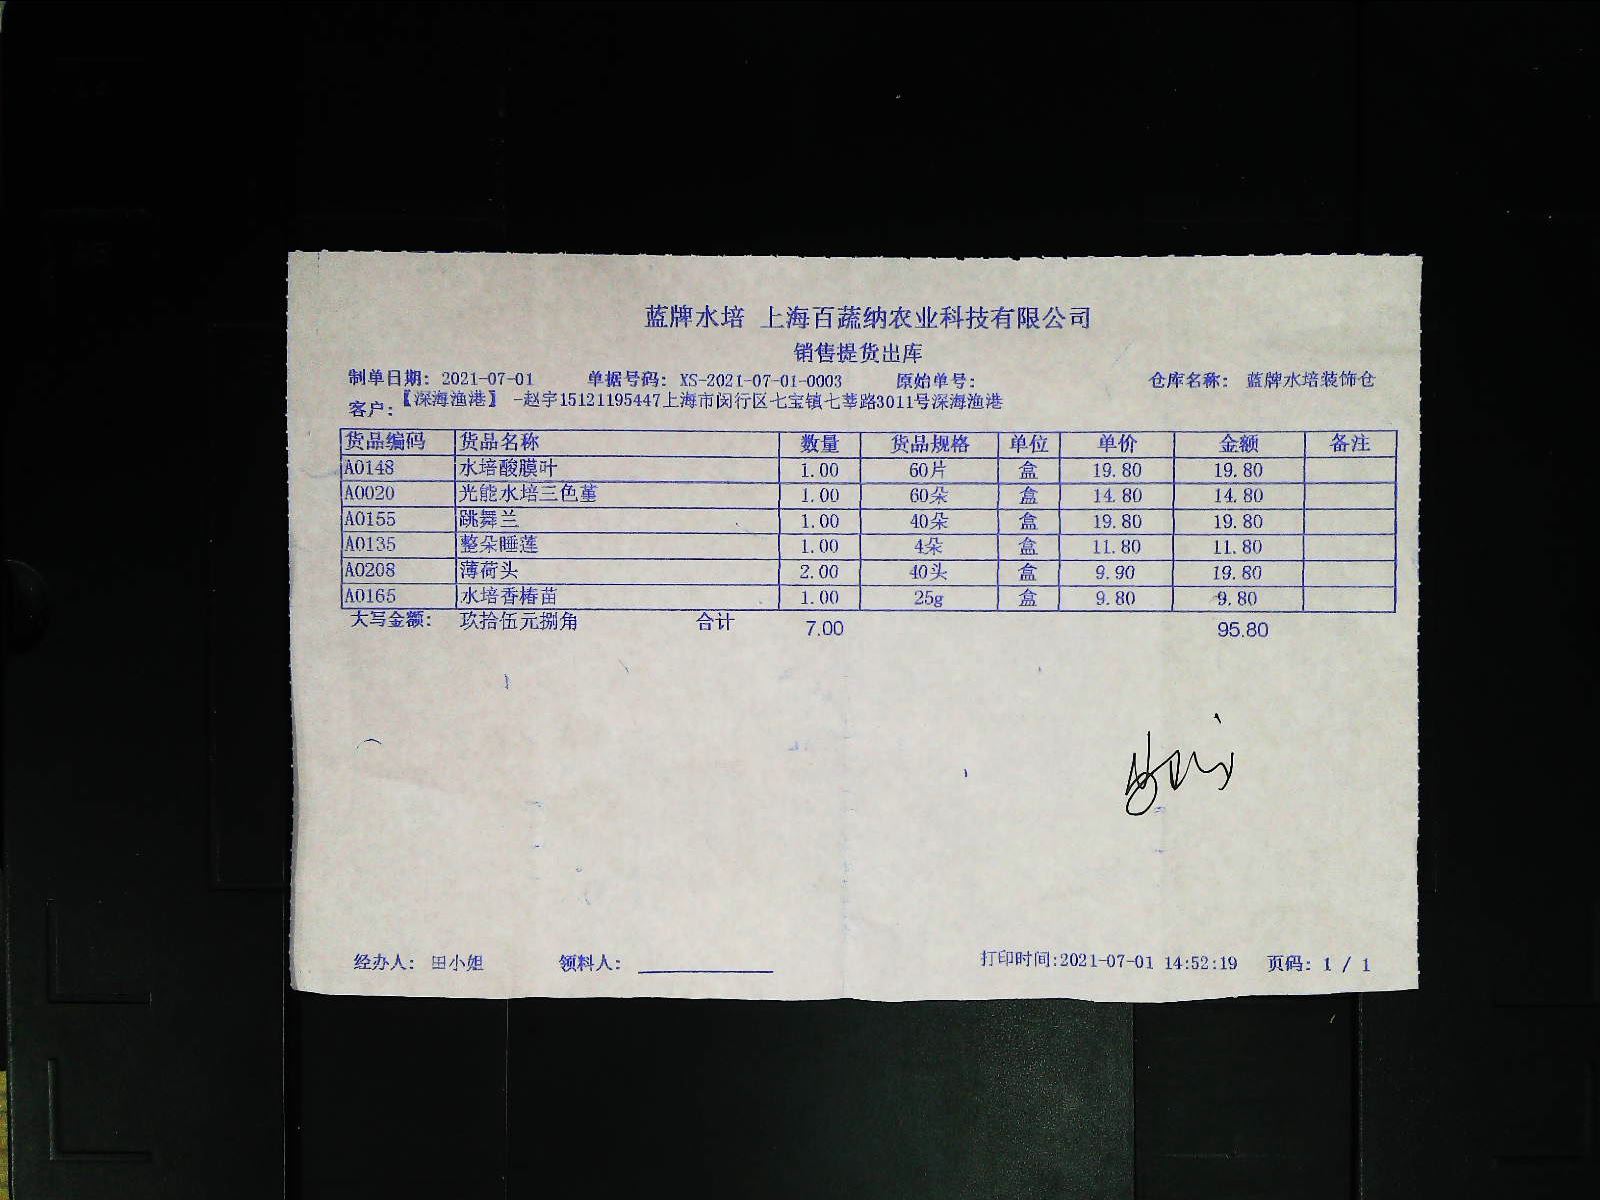 蓝牌水培 上海百蔬纳农业科技有限公司
销售提货出库
制单日期: 2021-07-01 单据号码: XS-2021-07-01-0003 原始单号: 仓库名称: 蓝牌水培装饰仓
客户: 【深海渔港】 -赵宇15121195447上海市闵行区七宝镇七莘路3011号深海渔港
货品编码 货品名称 数量 货品规格 单位 单价 金额 备注
A0148 水培酸膜叶 1.00 60片 盒 19.80 19.80
A0020 光能水培三色堇 1.00 60朵 盒 14.80 14.80
A0155 跳舞兰 1.00 40朵 盒 19.80 19.80
A0135 整朵睡莲 1.00 4朵 盒 11.80 11.80
A0208 薄荷头 2.00 40头 盒 9.90 19.80
A0165 水培香椿苗 1.00 25g 盒 9.80 9.80
大写金额: 玖拾伍元捌角 合计 7.00 95.80
经办人: 田小姐 领料人: 打印时间:2021-07-01 14:52:19 页码: 1 / 1